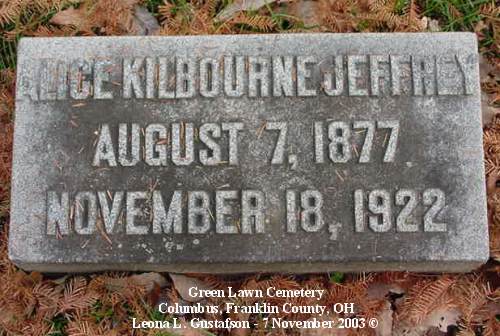 ALICE KILBOURNE JEFFREY
AUGUST 7, 1877
NOVEMBER 18, 1922
Green Lawn Cemetery
Columbus, Franklin County, OH
Leona L. Gustafson - 7 November 2003 ©